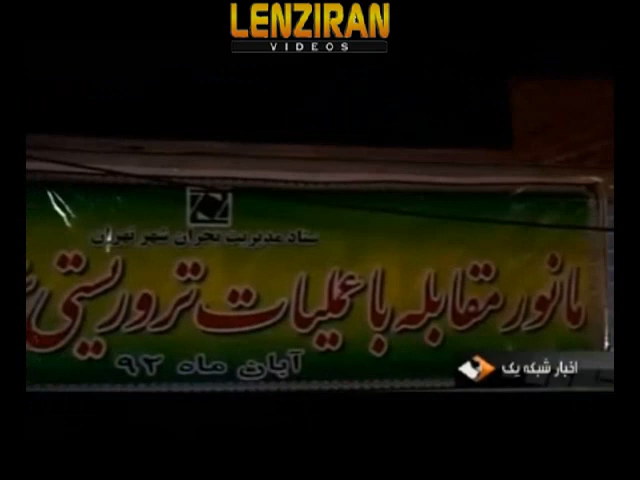 LENZIRAN
VIDEOS
ستاد مدیریت بحران شهر تهران
مانور مقابله با عملیات تروریستی
آبان ماه ۹۲
اخبار شبکه یک